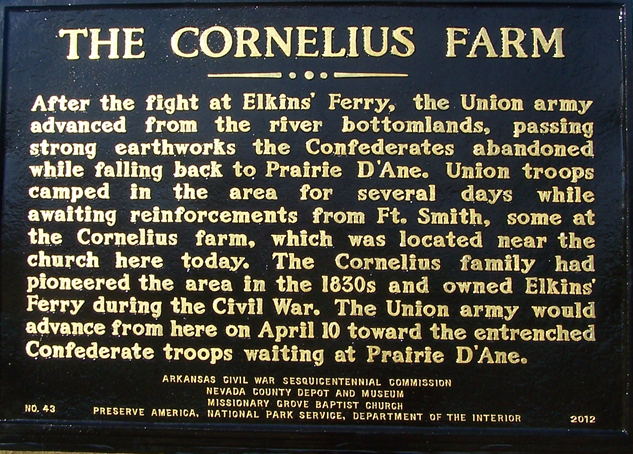 THE CORNELIUS FARM
After the fight at Elkins' Ferry, the Union army
advanced from the river bottomlands, passing
strong earthworks the Confederates abandoned
while falling back to Prairie D'Ane. Union troops
camped in the area for several days while
awaiting reinforcements from Ft. Smith, some at
the Cornelius farm, which was located near the
church here today. The Cornelius family had
pioneered the area in the 1830s and owned Elkins'
Ferry during the Civil War. The Union army would
advance from here on April 10 toward the entrenched
Confederate troops waiting at Prairie D'Ane.
ARKANSAS CIVIL WAR SESQUICENTENNIAL COMMISSION
NEVADA COUNTY DEPOT AND MUSEUM
MISSIONARY GROVE BAPTIST CHURCH
NO. 43 PRESERVE AMERICA, NATIONAL PARK SERVICE, DEPARTMENT OF THE INTERIOR 2012